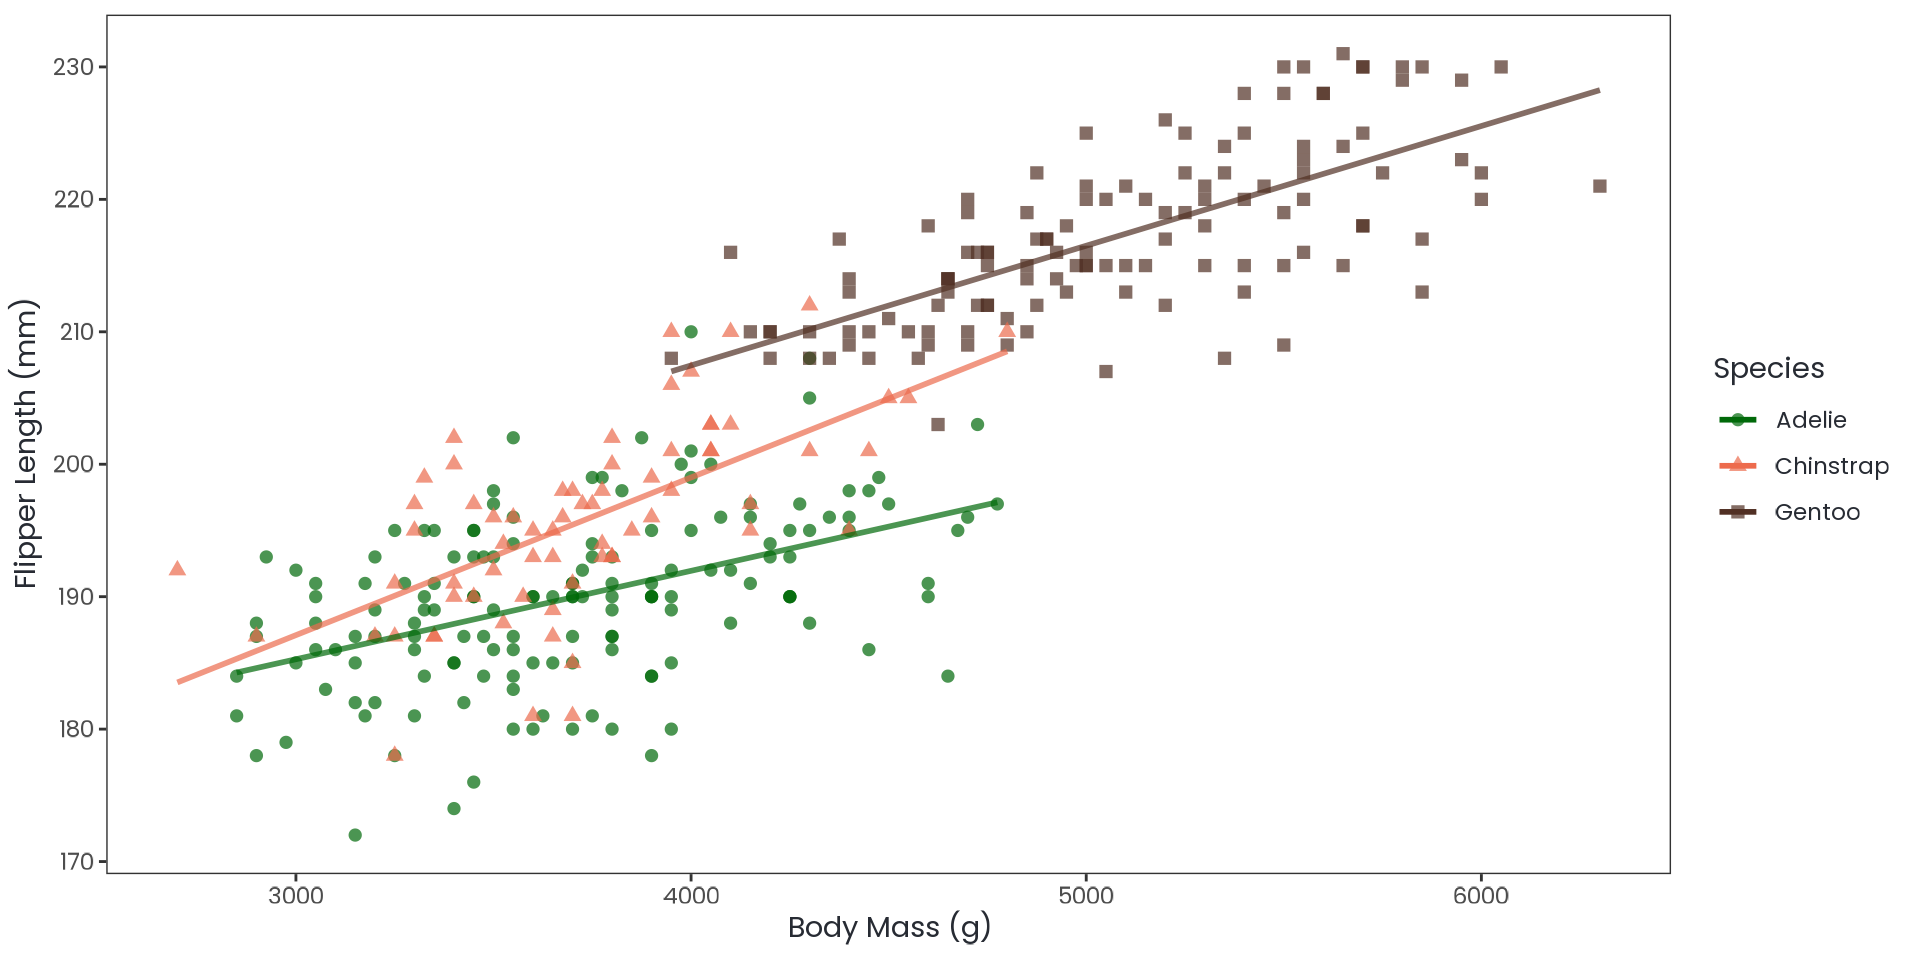 230
220
210
200
190
180
170
Flipper Length (mm)
3000 4000 5000 6000
Body Mass (g)
Species
Adelie
Chinstrap
Gentoo